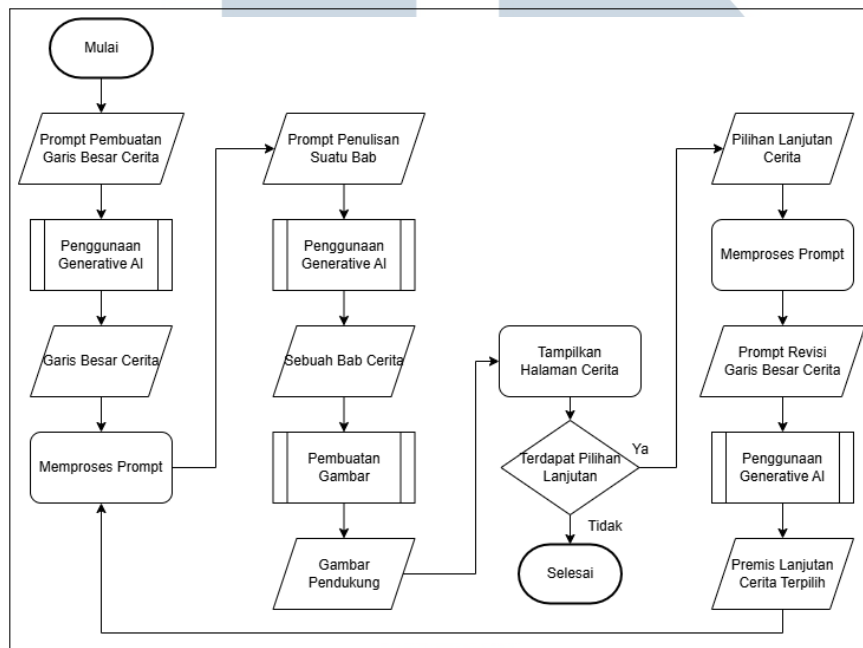 Mulai
Prompt Pembuatan
Garis Besar Cerita
Penggunaan
Generative AI
Garis Besar Cerita
Memproses Prompt
Prompt Penulisan
Suatu Bab
Penggunaan
Generative AI
Sebuah Bab Cerita
Pembuatan
Gambar
Gambar
Pendukung
Tampilkan
Halaman Cerita
Terdapat Pilihan
Lanjutan
Ya
Tidak
Selesai
Pilihan Lanjutan
Cerita
Memproses Prompt
Prompt Revisi
Garis Besar Cerita
Penggunaan
Generative AI
Premis Lanjutan
Cerita Terpilih